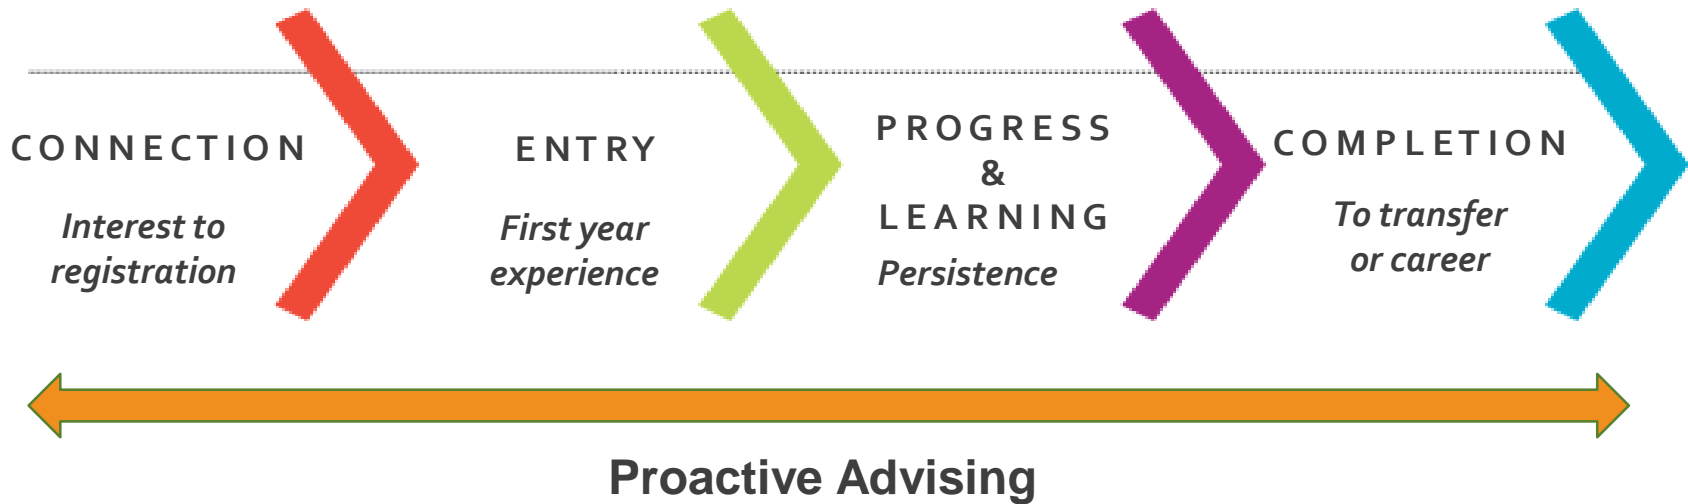 CONNECTION
Interest to
registration
ENTRY
First year
experience
PROGRESS
&
LEARNING
Persistence
COMPLETION
To transfer
or career
Proactive Advising